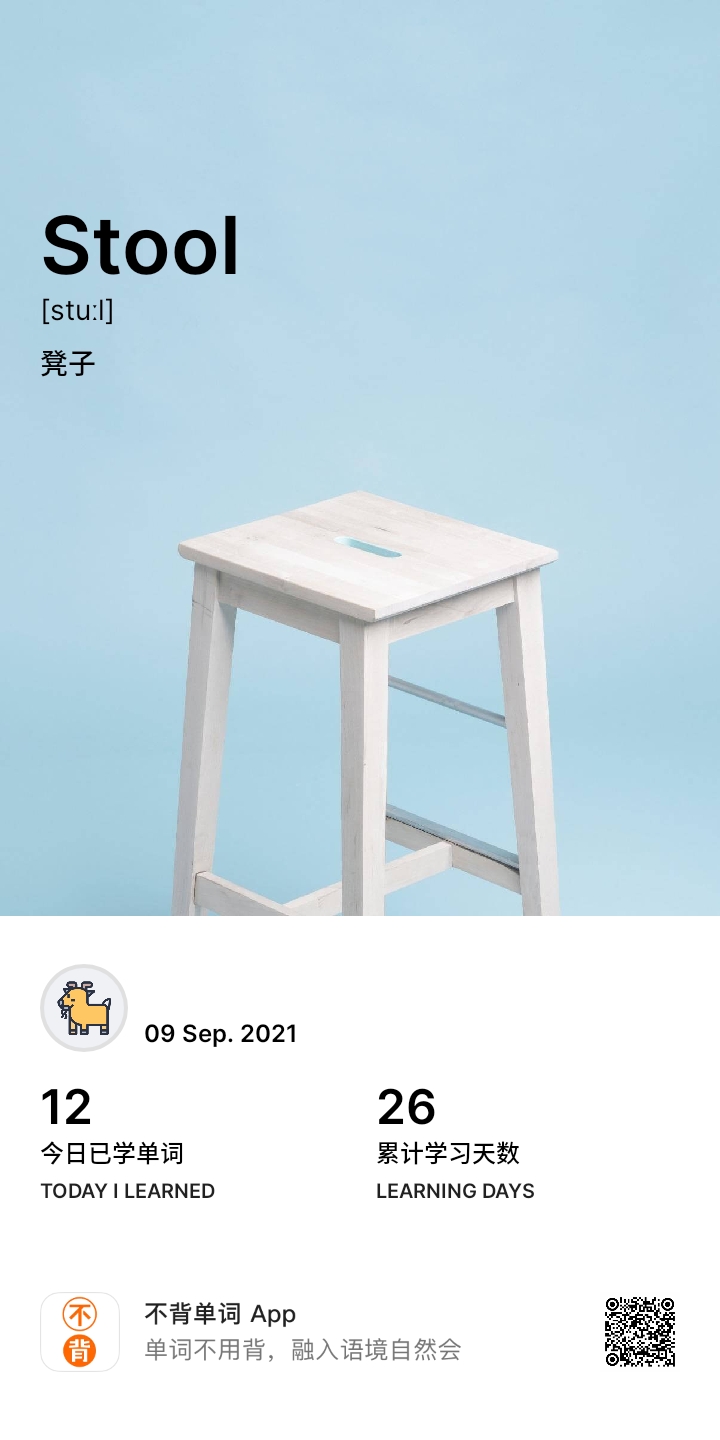 Stool
[stu:l]
凳子
09 Sep. 2021
12
今日已学单词
TODAY I LEARNED
26
累计学习天数
LEARNING DAYS
不背
不背单词 App
单词不用背，融入语境自然会